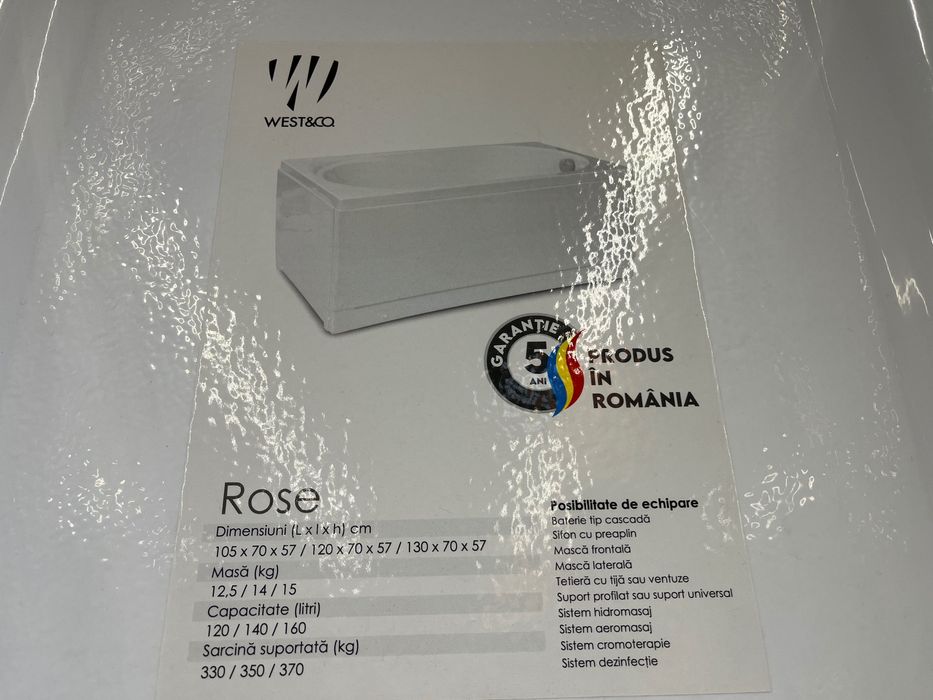 WEST&CO.
GARANȚIE
5
ANI
PRODUS
ÎN
ROMÂNIA
Rose
Dimensiuni (L x l x h) cm
105 x 70 x 57 / 120 x 70 x 57 / 130 x 70 x 57
Masă (kg)
12,5 / 14 / 15
Capacitate (litri)
120 / 140 / 160
Sarcină suportată (kg)
330 / 350 / 370
Posibilitate de echipare
Baterie tip cascadă
Sifon cu preaplin
Mască frontală
Mască laterală
Tetieră cu tijă sau ventuze
Suport profilat sau suport universal
Sistem hidromasaj
Sistem aeromasaj
Sistem cromoterapie
Sistem dezinfecție